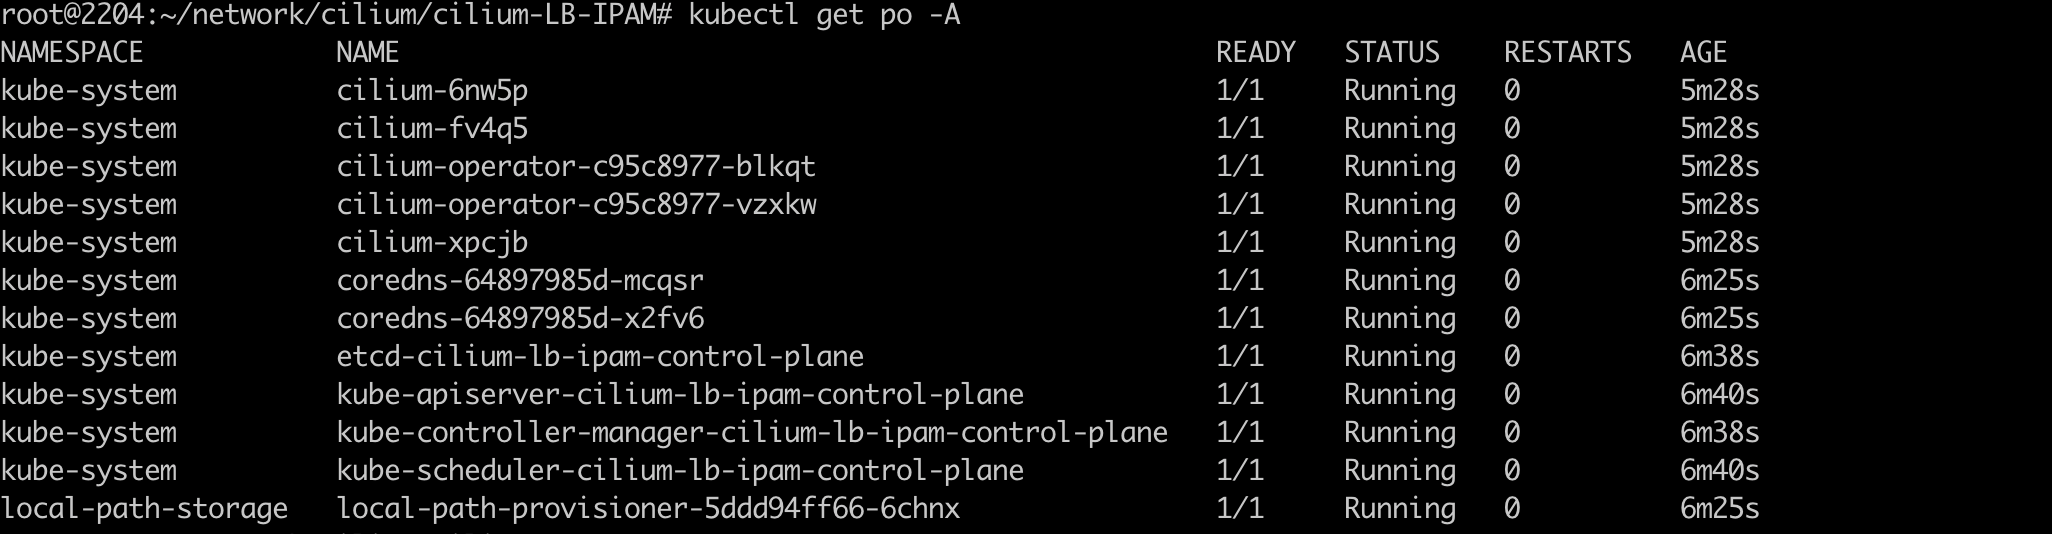 root@2204:~/network/cilium/cilium-LB-IPAM# kubectl get po -A
NAMESPACE NAME READY STATUS RESTARTS AGE
kube-system cilium-6nw5p 1/1 Running 0 5m28s
kube-system cilium-fv4q5 1/1 Running 0 5m28s
kube-system cilium-operator-c95c8977-blkqt 1/1 Running 0 5m28s
kube-system cilium-operator-c95c8977-vzxkw 1/1 Running 0 5m28s
kube-system cilium-xpcjb 1/1 Running 0 5m28s
kube-system coredns-64897985d-mcqsr 1/1 Running 0 6m25s
kube-system coredns-64897985d-x2fv6 1/1 Running 0 6m25s
kube-system etcd-cilium-lb-ipam-control-plane 1/1 Running 0 6m38s
kube-system kube-apiserver-cilium-lb-ipam-control-plane 1/1 Running 0 6m40s
kube-system kube-controller-manager-cilium-lb-ipam-control-plane 1/1 Running 0 6m38s
kube-system kube-scheduler-cilium-lb-ipam-control-plane 1/1 Running 0 6m40s
local-path-storage local-path-provisioner-5ddd94ff66-6chnx 1/1 Running 0 6m25s